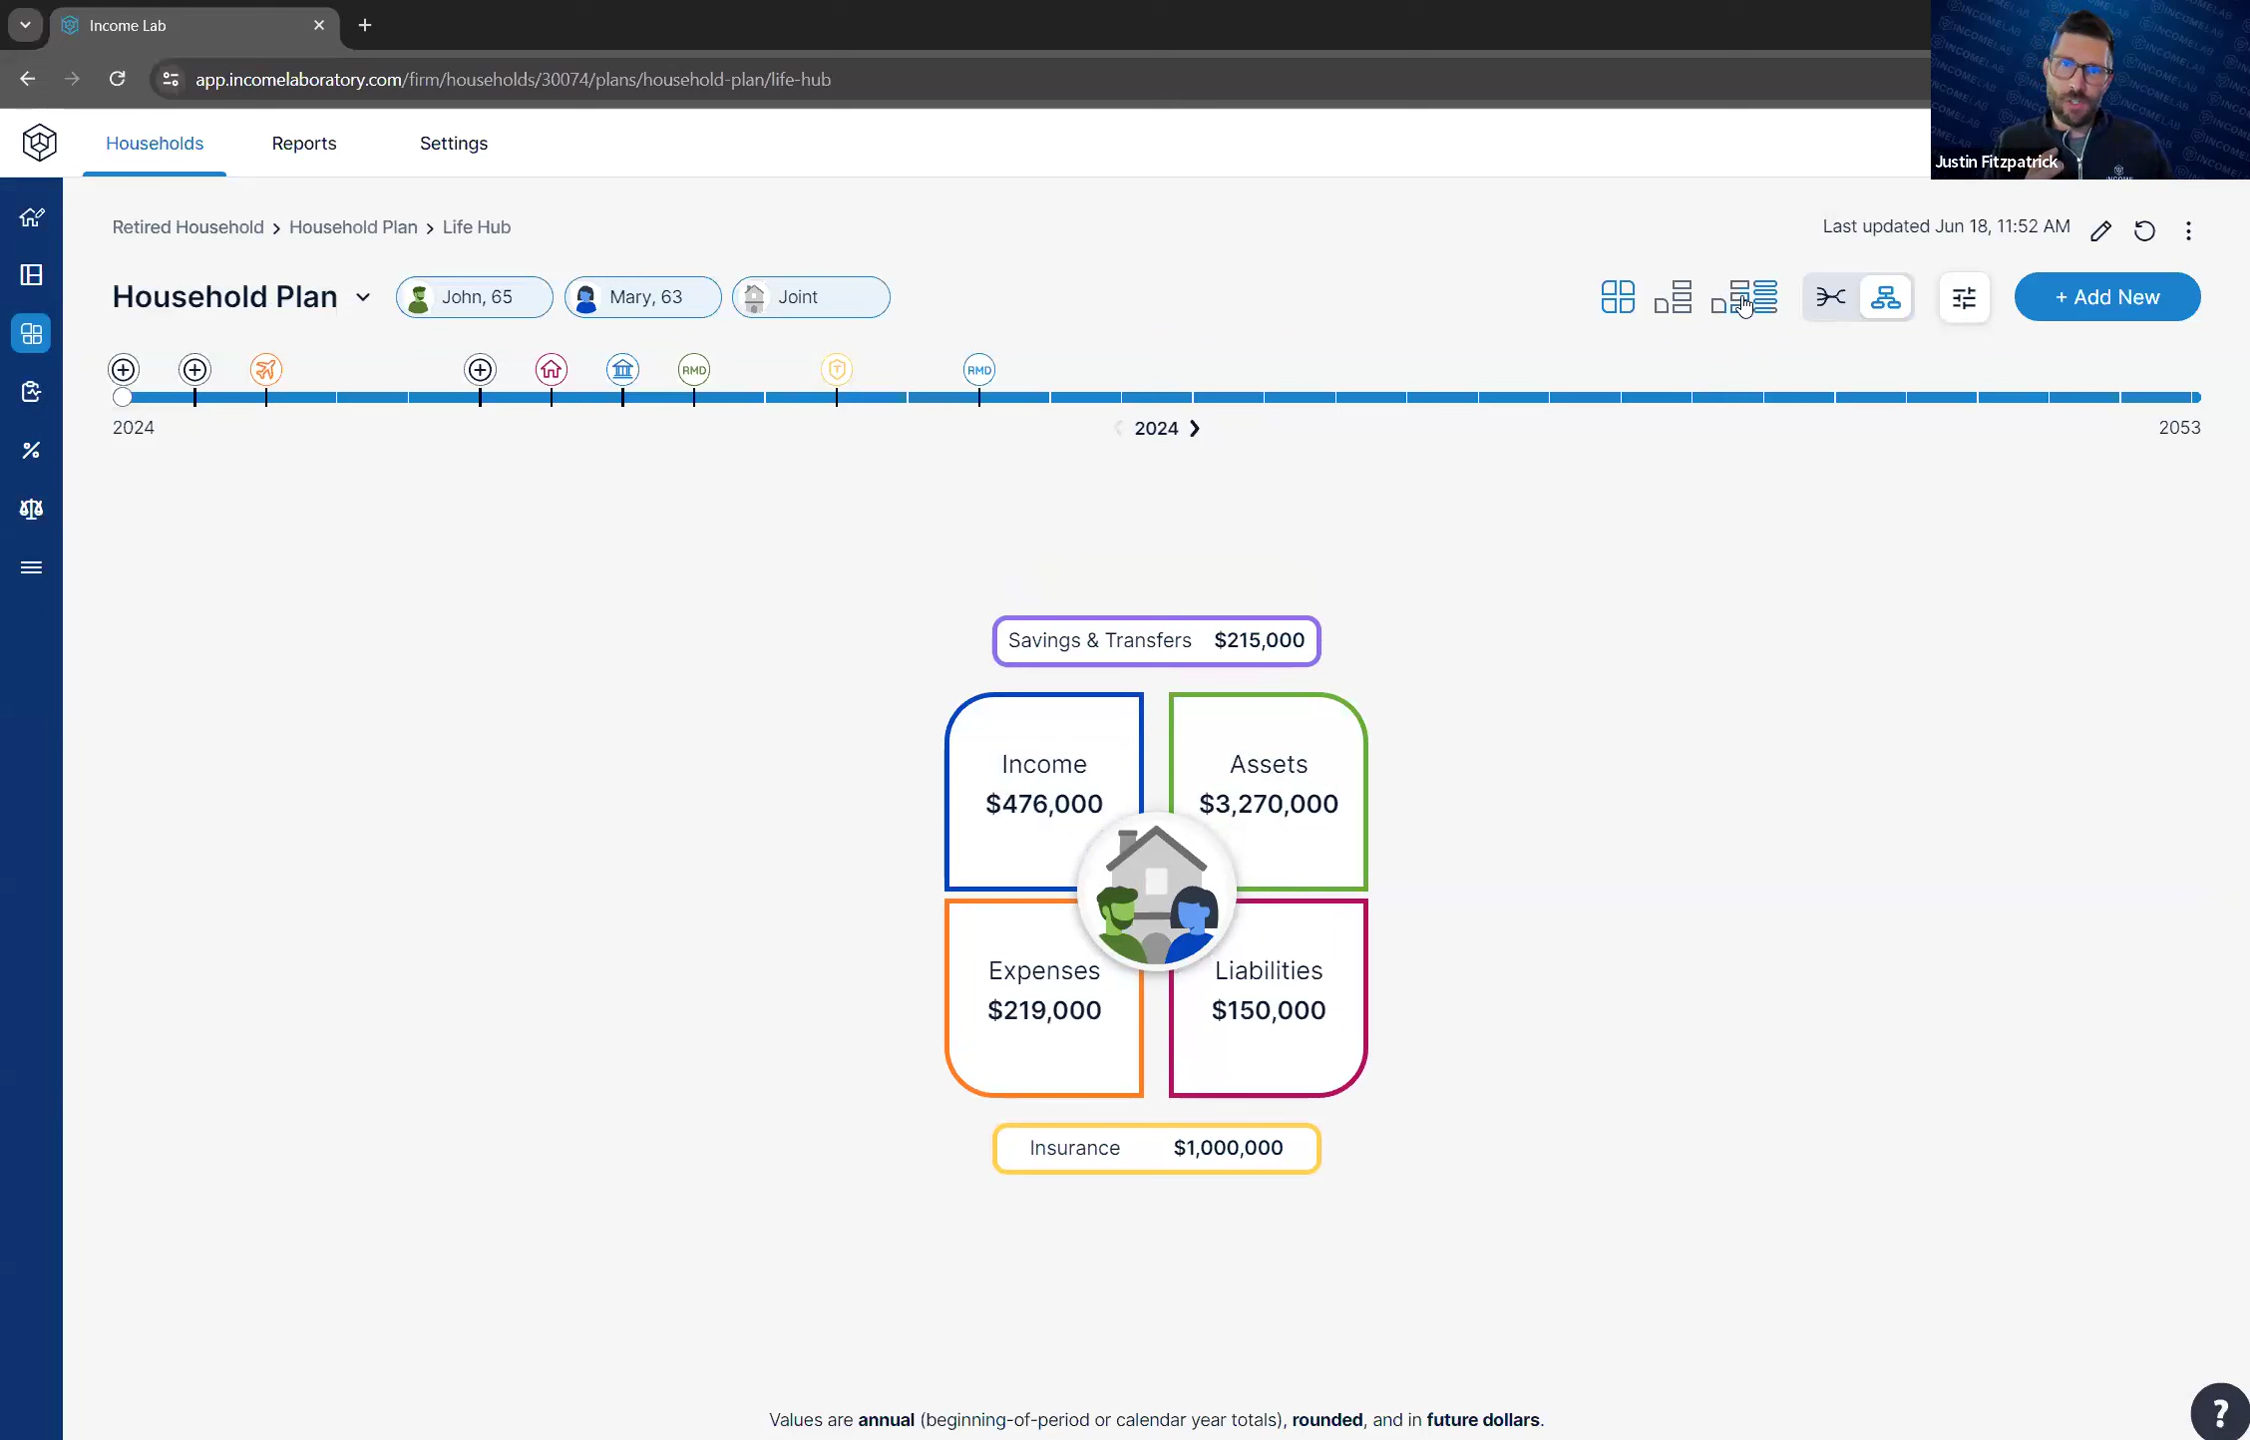 Income Lab
app.incomelaboratory.com/firm/households/30074/plans/household-plan/life-hub
Households Reports Settings
Justin Fitzpatrick
Retired Household > Household Plan > Life Hub
Last updated Jun 18, 11:52 AM
Household Plan
John, 65
Mary, 63
Joint
+ Add New
RMD
T
RMD
2024
2024
2053
Savings & Transfers $215,000
Income
$476,000
Assets
$3,270,000
Expenses
$219,000
Liabilities
$150,000
Insurance $1,000,000
Values are annual (beginning-of-period or calendar year totals), rounded, and in future dollars.
?